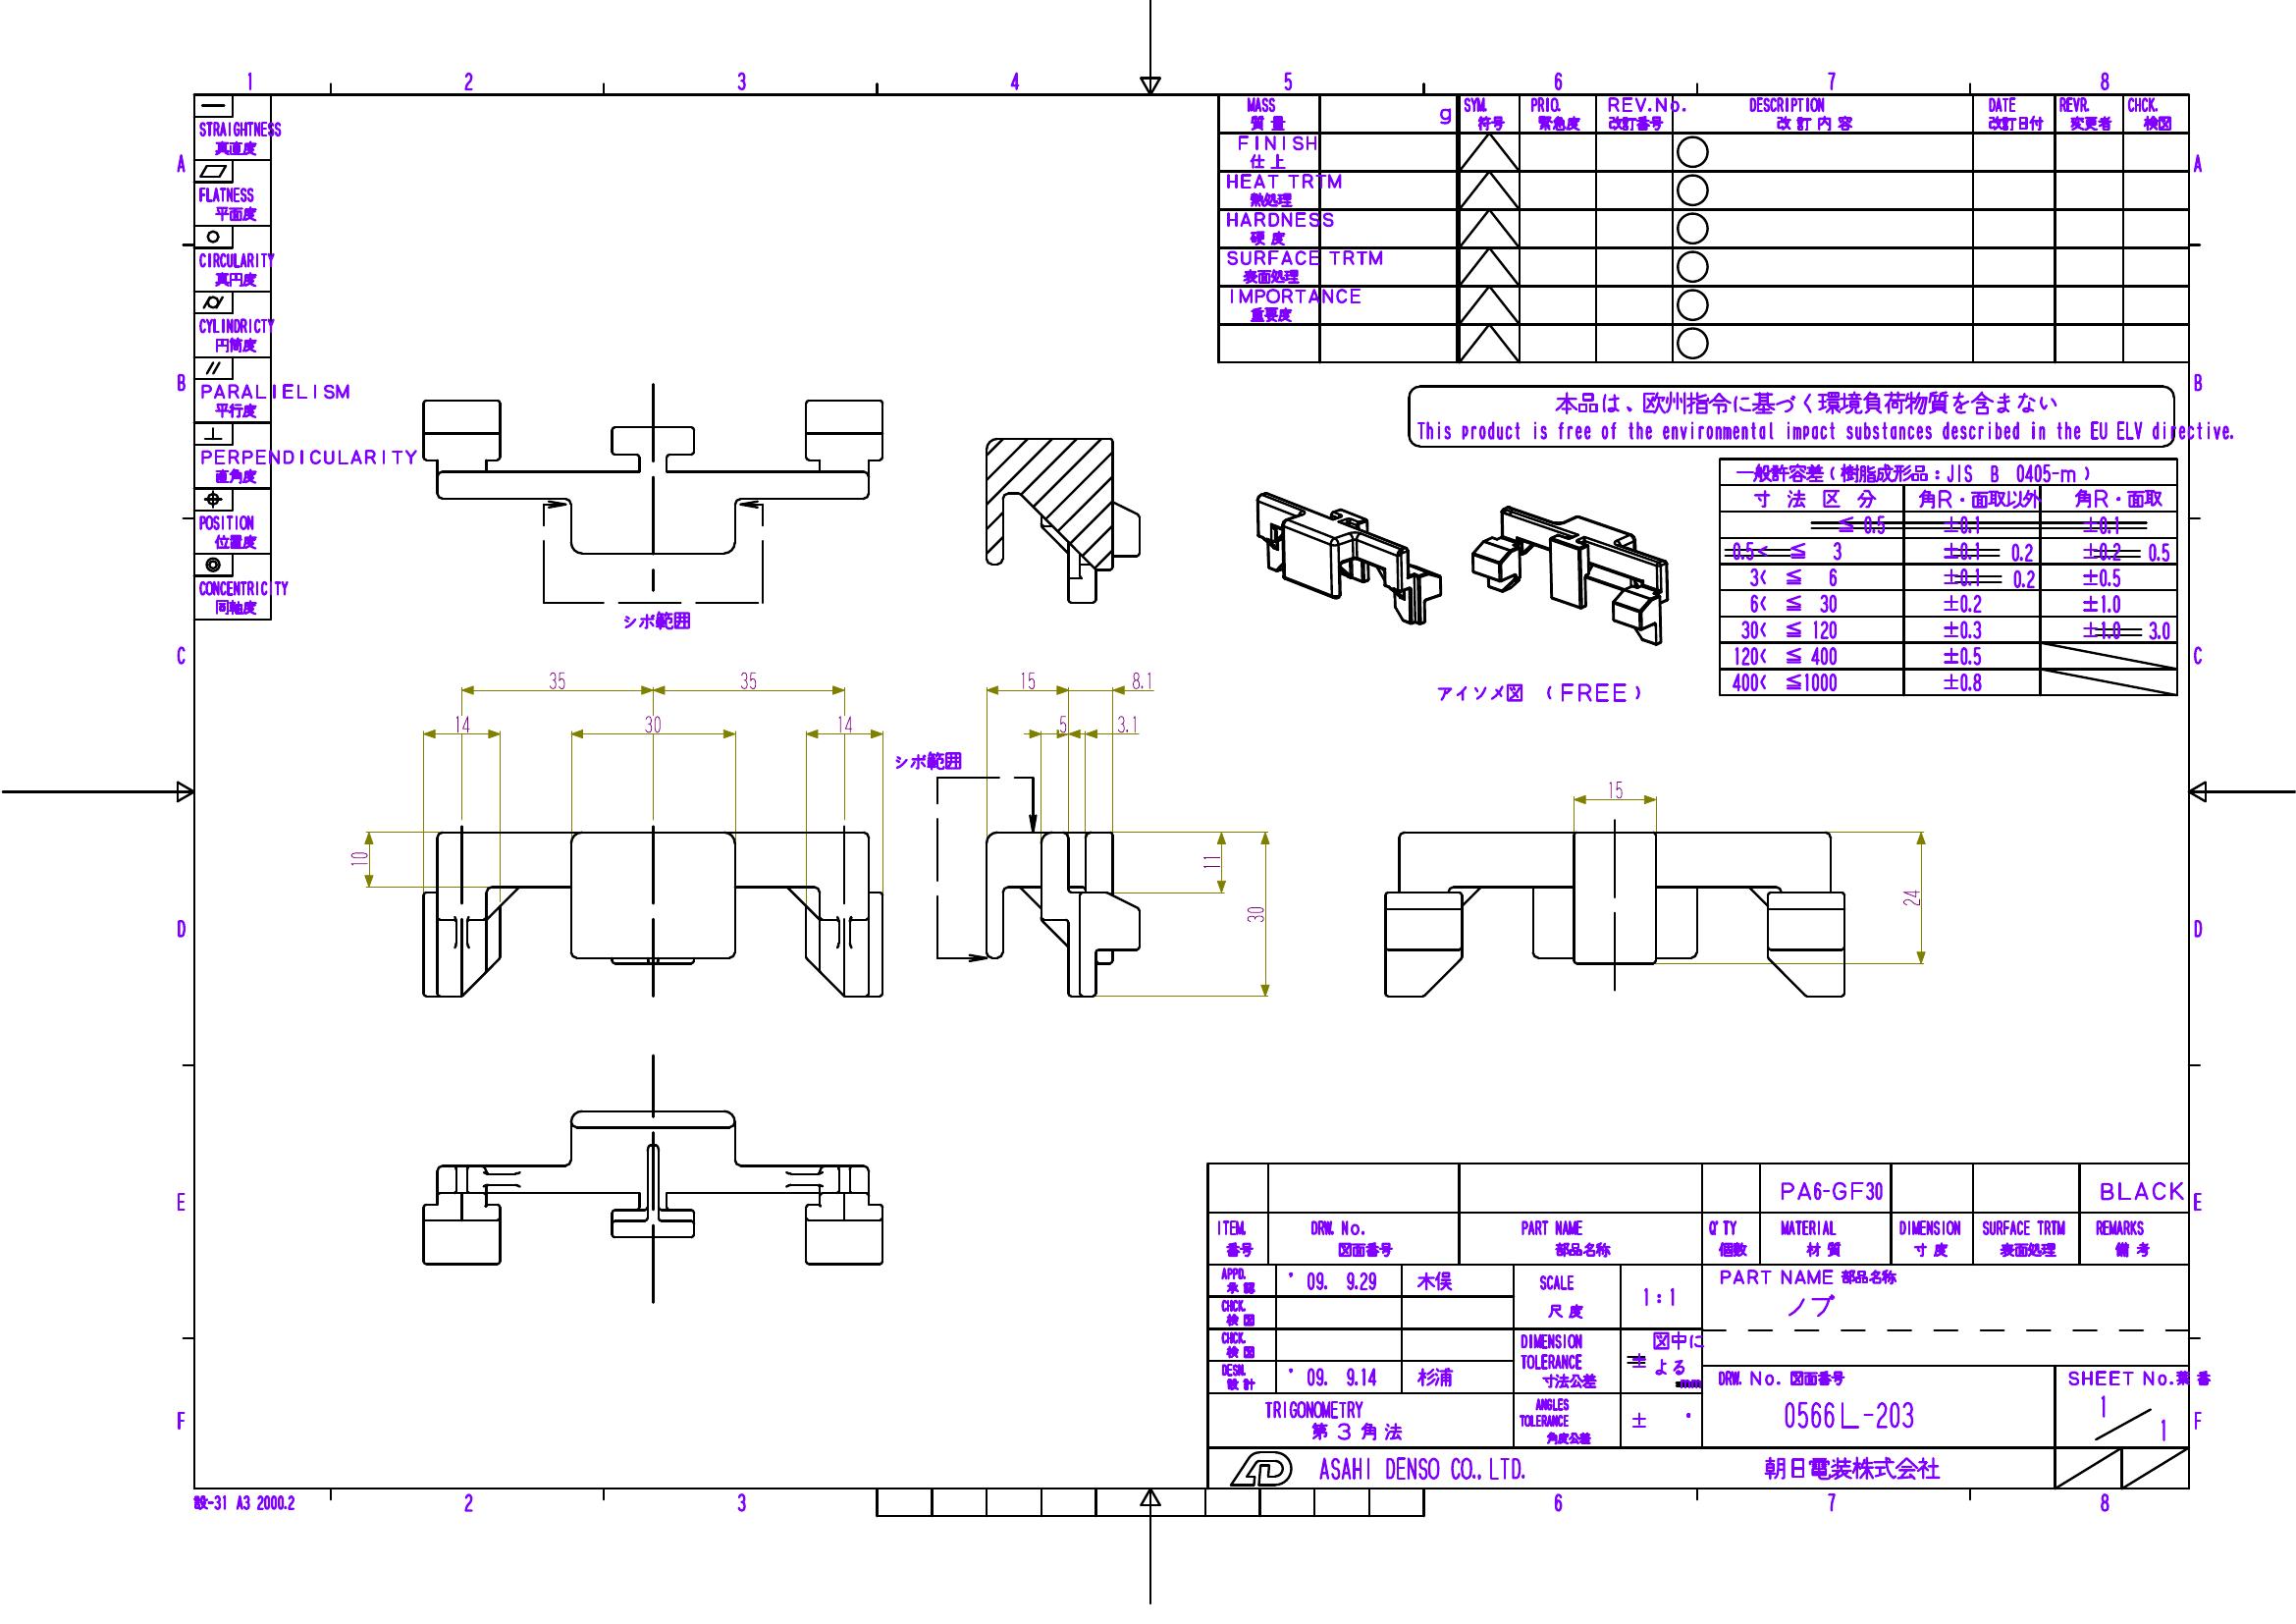 1 2 3 4 5 6 7 8
A
B
C
D
E
F
A
B
C
D
E
F
STRAIGHTNESS
真直度
FLATNESS
平面度
CIRCULARITY
真円度
CYLINDRICTY
円筒度
PARALIELISM
平行度
PERPENDICULARITY
直角度
POSITION
位置度
CONCENTRICTY
同軸度
MASS
質量 g
FINISH
仕上
HEAT TRTM
熱処理
HARDNESS
硬度
SURFACE TRTM
表面処理
IMPORTANCE
重要度
SYM. PRIO. REV.No. DESCRIPTION DATE REVR. CHCK.
符号 緊急度 改訂番号 改訂内容 改訂日付 変更者 検図
本品は、欧州指令に基づく環境負荷物質を含まない
This product is free of the environmental impact substances described in the EU ELV directive.
一般許容差(樹脂成形品:JIS B 0405-m)
寸法区分 角R・面取以外 角R・面取
≦ 0.5 ±0.1 ±0.1
0.5< ≦ 3 ±0.1 0.2 ±0.2 0.5
3< ≦ 6 ±0.1 0.2 ±0.5
6< ≦ 30 ±0.2 ±1.0
30< ≦ 120 ±0.3 ±1.0 3.0
120< ≦ 400 ±0.5
400< ≦1000 ±0.8
シボ範囲
アイソメ図 (FREE)
35 35 15 8.1
14 30 14 5 3.1
シボ範囲
15
10 11 30 24
PA6-GF30 BLACK
ITEM. DRW. No. PART NAME Q'TY MATERIAL DIMENSION SURFACE TRTM REMARKS
番号 図面番号 部品名称 個数 材質 寸度 表面処理 備考
APPD.
承認 '09. 9.29 木俣
CHCK.
検図
CHCK.
検図
DESN.
設計 '09. 9.14 杉浦
SCALE
尺度 1:1
DIMENSION
TOLERANCE
寸法公差
± 図中に
よる
ANGLES
TOLERANCE
角度公差 ± °
TRIGONOMETRY
第3角法
PART NAME 部品名称
ノブ
DRW. No. 図面番号
0566L-203
SHEET No.葉番
1/1
ASAHI DENSO CO.,LTD. 朝日電装株式会社
設-31 A3 2000.2
2 3 6 7 8